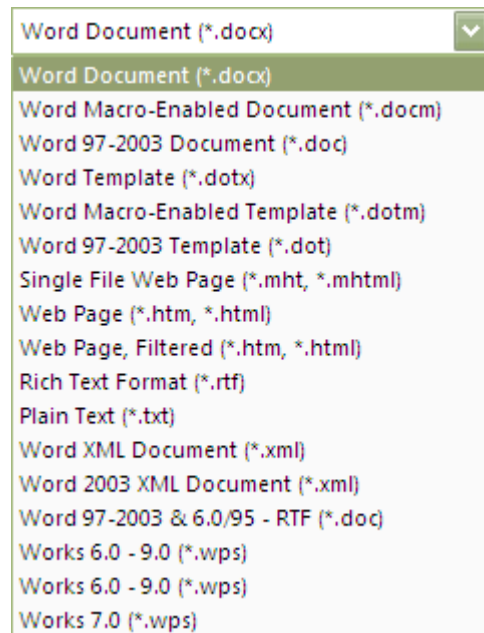 Word Document (*.docx)
Word Document (*.docx)
Word Macro-Enabled Document (*.docm)
Word 97-2003 Document (*.doc)
Word Template (*.dotx)
Word Macro-Enabled Template (*.dotm)
Word 97-2003 Template (*.dot)
Single File Web Page (*.mht, *.mhtml)
Web Page (*.htm, *.html)
Web Page, Filtered (*.htm, *.html)
Rich Text Format (*.rtf)
Plain Text (*.txt)
Word XML Document (*.xml)
Word 2003 XML Document (*.xml)
Word 97-2003 & 6.0/95 - RTF (*.doc)
Works 6.0 - 9.0 (*.wps)
Works 6.0 - 9.0 (*.wps)
Works 7.0 (*.wps)